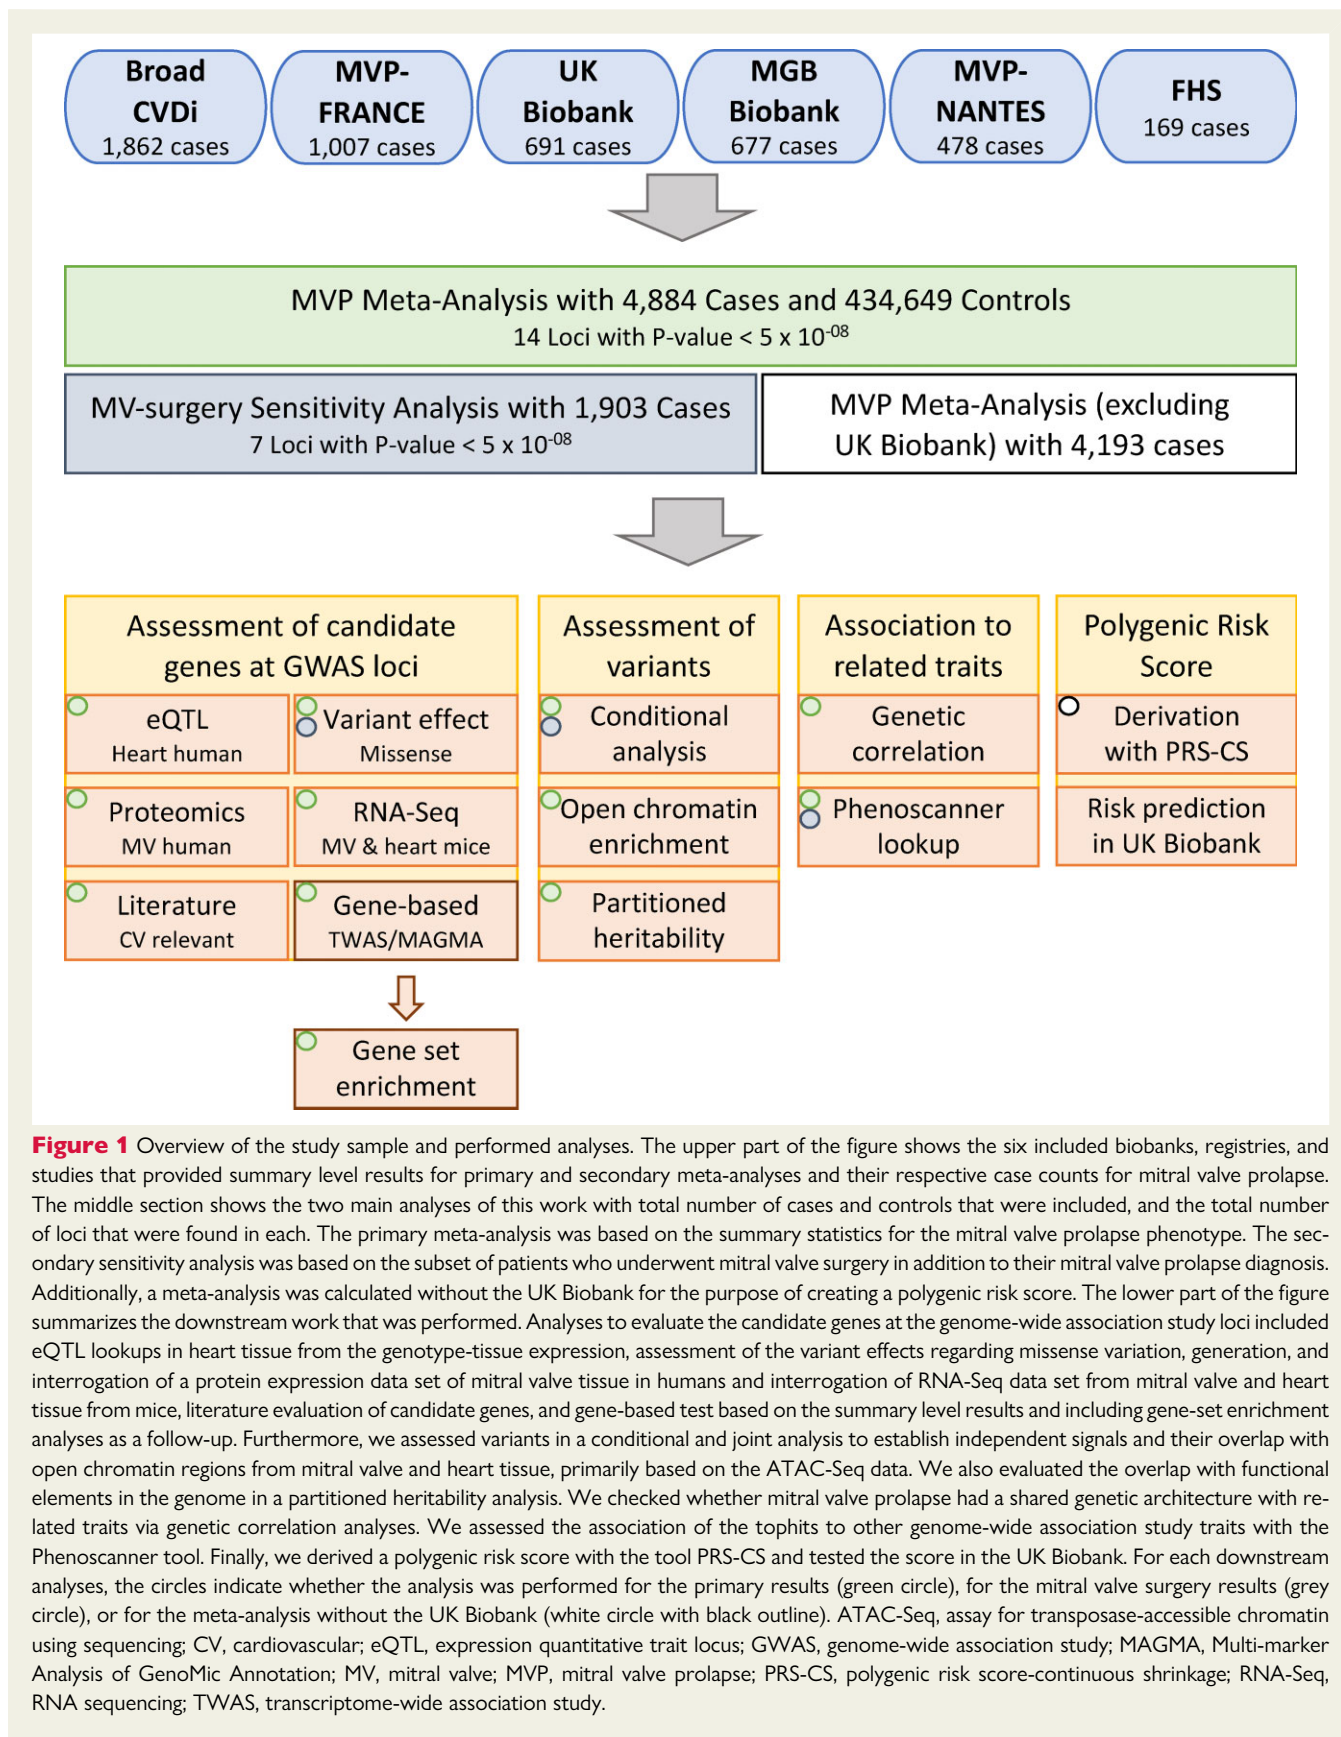 Broad
CVDi
1,862 cases
MVP-
FRANCE
1,007 cases
UK
Biobank
691 cases
MGB
Biobank
677 cases
MVP-
NANTES
478 cases
FHS
169 cases
MVP Meta-Analysis with 4,884 Cases and 434,649 Controls
14 Loci with P-value < 5 x 10⁻⁰⁸
MV-surgery Sensitivity Analysis with 1,903 Cases
7 Loci with P-value < 5 x 10⁻⁰⁸
MVP Meta-Analysis (excluding
UK Biobank) with 4,193 cases
Assessment of candidate
genes at GWAS loci
eQTL
Heart human
Variant effect
Missense
Proteomics
MV human
RNA-Seq
MV & heart mice
Literature
CV relevant
Gene-based
TWAS/MAGMA
Gene set
enrichment
Assessment of
variants
Conditional
analysis
Open chromatin
enrichment
Partitioned
heritability
Association to
related traits
Genetic
correlation
Phenoscanner
lookup
Polygenic Risk
Score
Derivation
with PRS-CS
Risk prediction
in UK Biobank
Figure 1 Overview of the study sample and performed analyses. The upper part of the figure shows the six included biobanks, registries, and
studies that provided summary level results for primary and secondary meta-analyses and their respective case counts for mitral valve prolapse.
The middle section shows the two main analyses of this work with total number of cases and controls that were included, and the total number
of loci that were found in each. The primary meta-analysis was based on the summary statistics for the mitral valve prolapse phenotype. The sec-
ondary sensitivity analysis was based on the subset of patients who underwent mitral valve surgery in addition to their mitral valve prolapse diagnosis.
Additionally, a meta-analysis was calculated without the UK Biobank for the purpose of creating a polygenic risk score. The lower part of the figure
summarizes the downstream work that was performed. Analyses to evaluate the candidate genes at the genome-wide association study loci included
eQTL lookups in heart tissue from the genotype-tissue expression, assessment of the variant effects regarding missense variation, generation, and
interrogation of a protein expression data set of mitral valve tissue in humans and interrogation of RNA-Seq data set from mitral valve and heart
tissue from mice, literature evaluation of candidate genes, and gene-based test based on the summary level results and including gene-set enrichment
analyses as a follow-up. Furthermore, we assessed variants in a conditional and joint analysis to establish independent signals and their overlap with
open chromatin regions from mitral valve and heart tissue, primarily based on the ATAC-Seq data. We also evaluated the overlap with functional
elements in the genome in a partitioned heritability analysis. We checked whether mitral valve prolapse had a shared genetic architecture with re-
lated traits via genetic correlation analyses. We assessed the association of the tophits to other genome-wide association study traits with the
Phenoscanner tool. Finally, we derived a polygenic risk score with the tool PRS-CS and tested the score in the UK Biobank. For each downstream
analyses, the circles indicate whether the analysis was performed for the primary results (green circle), for the mitral valve surgery results (grey
circle), or for the meta-analysis without the UK Biobank (white circle with black outline). ATAC-Seq, assay for transposase-accessible chromatin
using sequencing; CV, cardiovascular; eQTL, expression quantitative trait locus; GWAS, genome-wide association study; MAGMA, Multi-marker
Analysis of GenoMic Annotation; MV, mitral valve; MVP, mitral valve prolapse; PRS-CS, polygenic risk score-continuous shrinkage; RNA-Seq,
RNA sequencing; TWAS, transcriptome-wide association study.